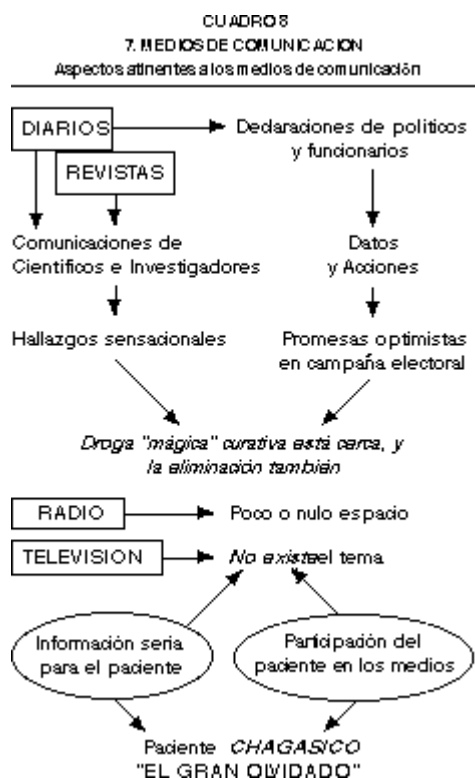 CUADRO 8
7. MEDIOS DE COMUNICACION
Aspectos atinentes a los medios de comunicación
DIARIOS
Declaraciones de políticos
y funcionarios
REVISTAS
Comunicaciones de
Científicos e Investigadores
Datos
y Acciones
Hallazgos sensacionales
Promesas optimistas
en campaña electoral
Droga "mágica" curativa está cerca, y
la eliminación también
RADIO
Poco o nulo espacio
TELEVISION
No existe el tema
Información seria
para el paciente
Participación del
paciente en los medios
Paciente CHAGASICO
"EL GRAN OLVIDADO"